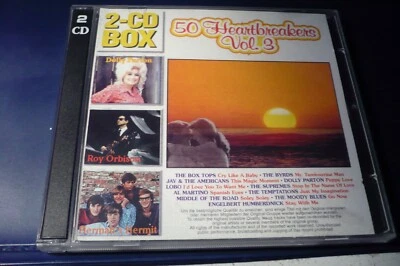 2
CD
2-CD
BOX
50 Heartbreakers
Vol. 3
Dolly Parton
Roy Orbison
Herman's Hermit
THE BOX TOPS Cry Like A Baby • THE BYRDS Mr. Tambourine Man
JAY & THE AMERICANS This Magic Moment • DOLLY PARTON Puppy Love
LOBO I'd Love You To Want Me • THE SUPREMES Stop In The Name Of Love
AL MARTINO Spanish Eyes • THE TEMPTATIONS Just My Imagination
MIDDLE OF THE ROAD Soley Soley • THE MOODY BLUES Go Now
ENGELBERT HUMBERDINCK Stay With Me